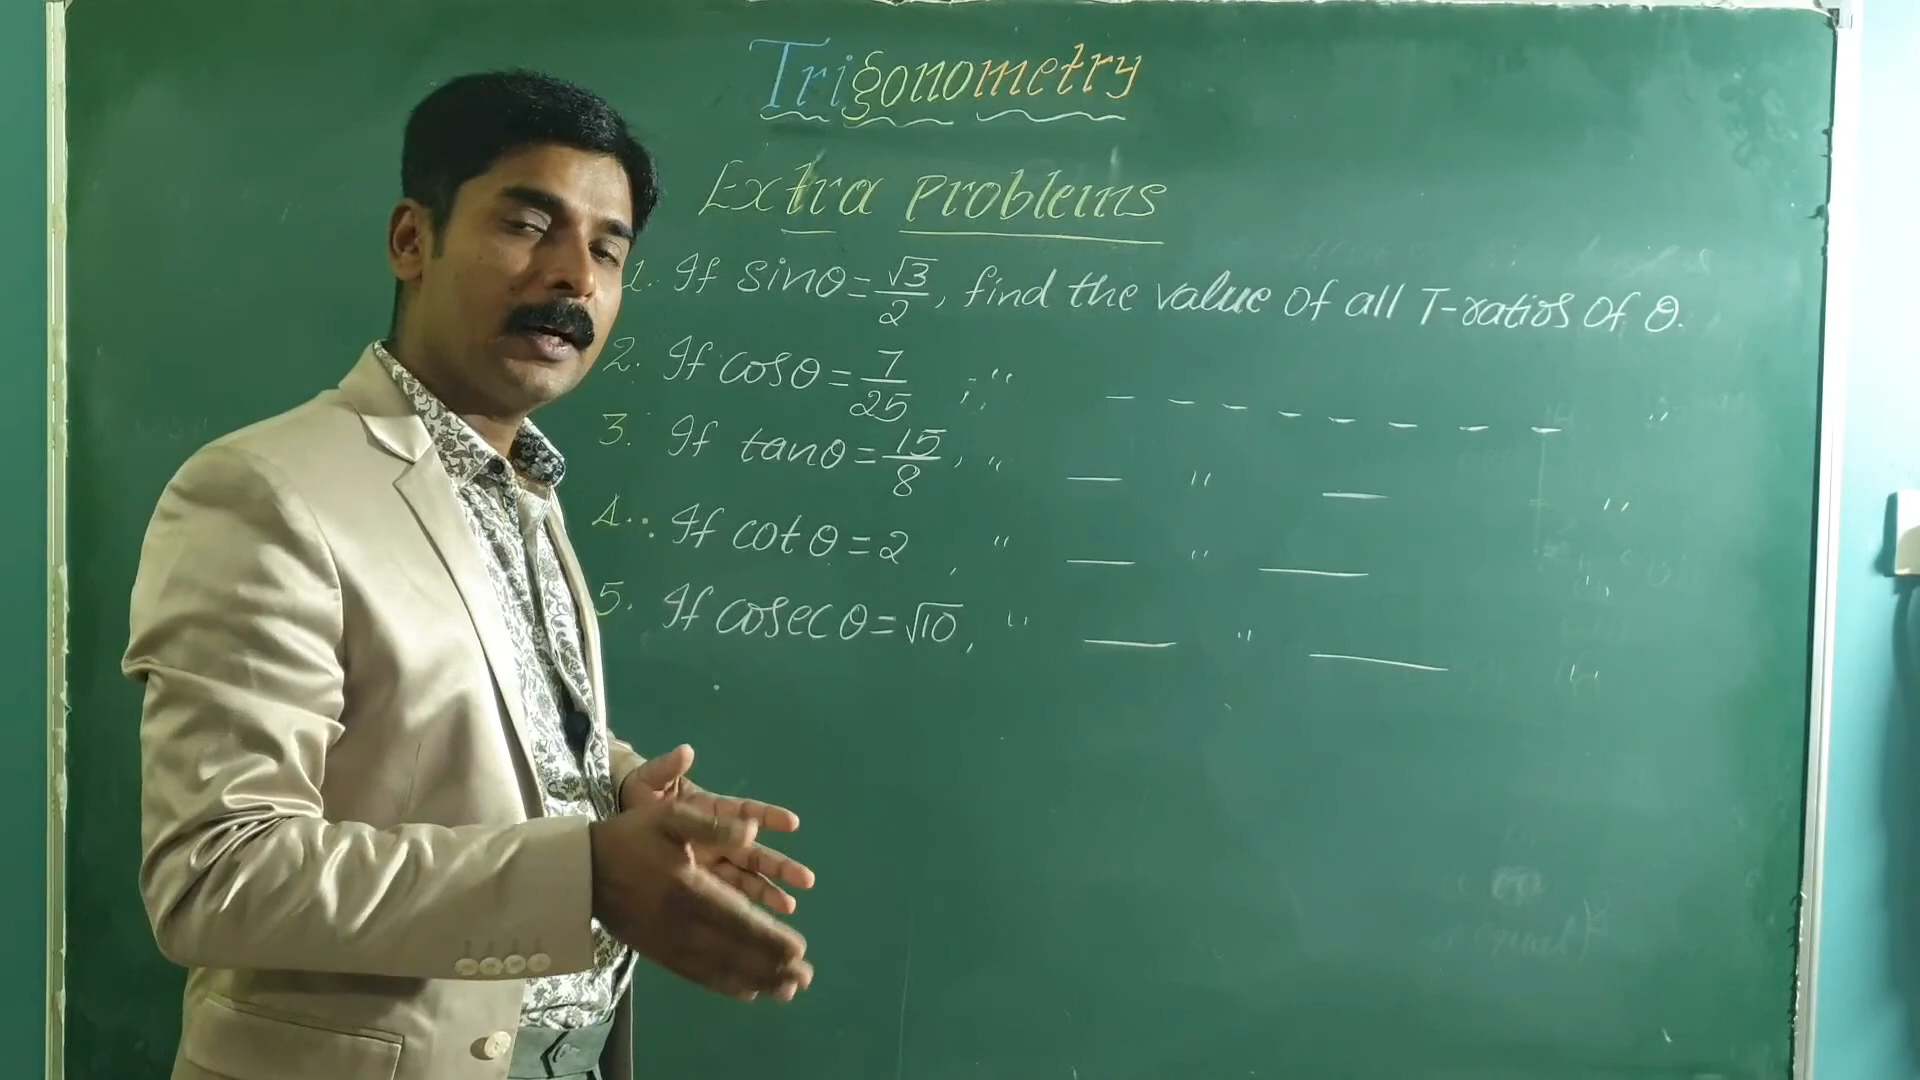 Trigonometry
Extra Problems
1. If sinθ = √3/2, find the value of all T-ratios of θ.
2. If cosθ = 7/25 , " - - - - - - - - "
3. If tanθ = 15/8, " — " — "
4. If cotθ = 2, " — " — "
5. If cosecθ = √10, " — " — "